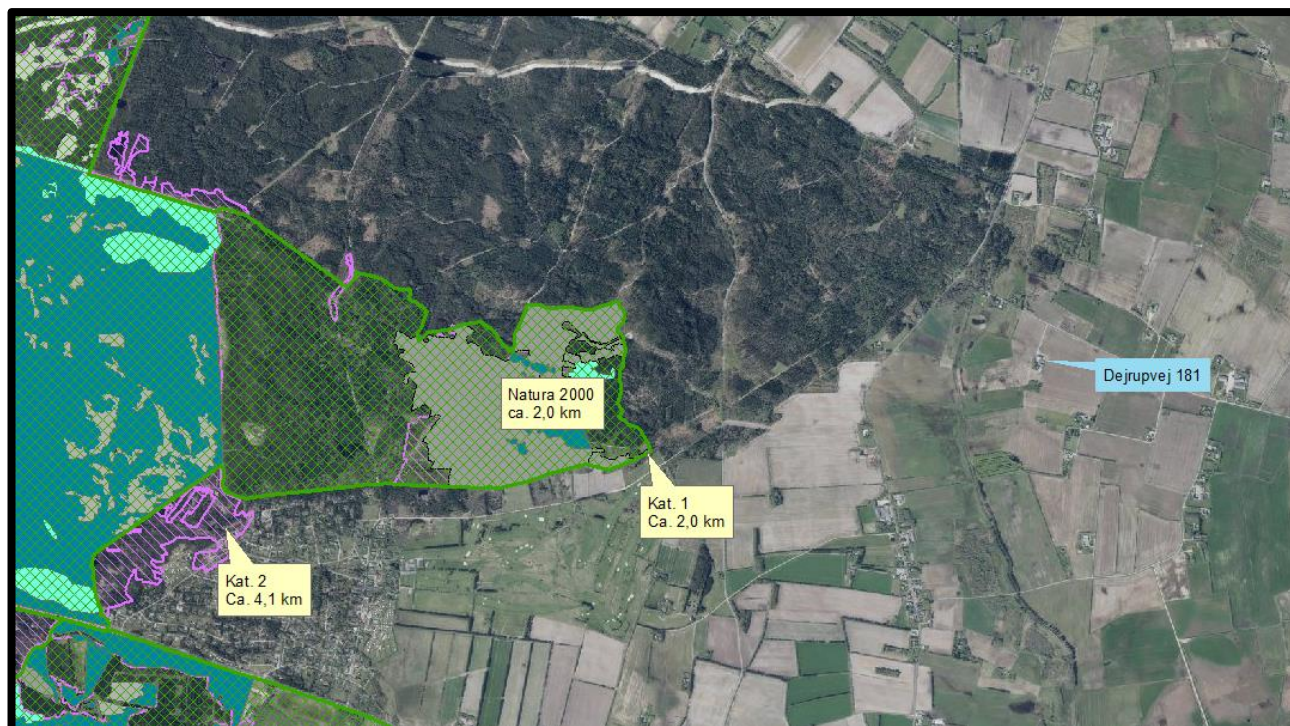 Dejrupvej 181
Natura 2000
ca. 2,0 km
Kat. 1
Ca. 2,0 km
Kat. 2
Ca. 4,1 km